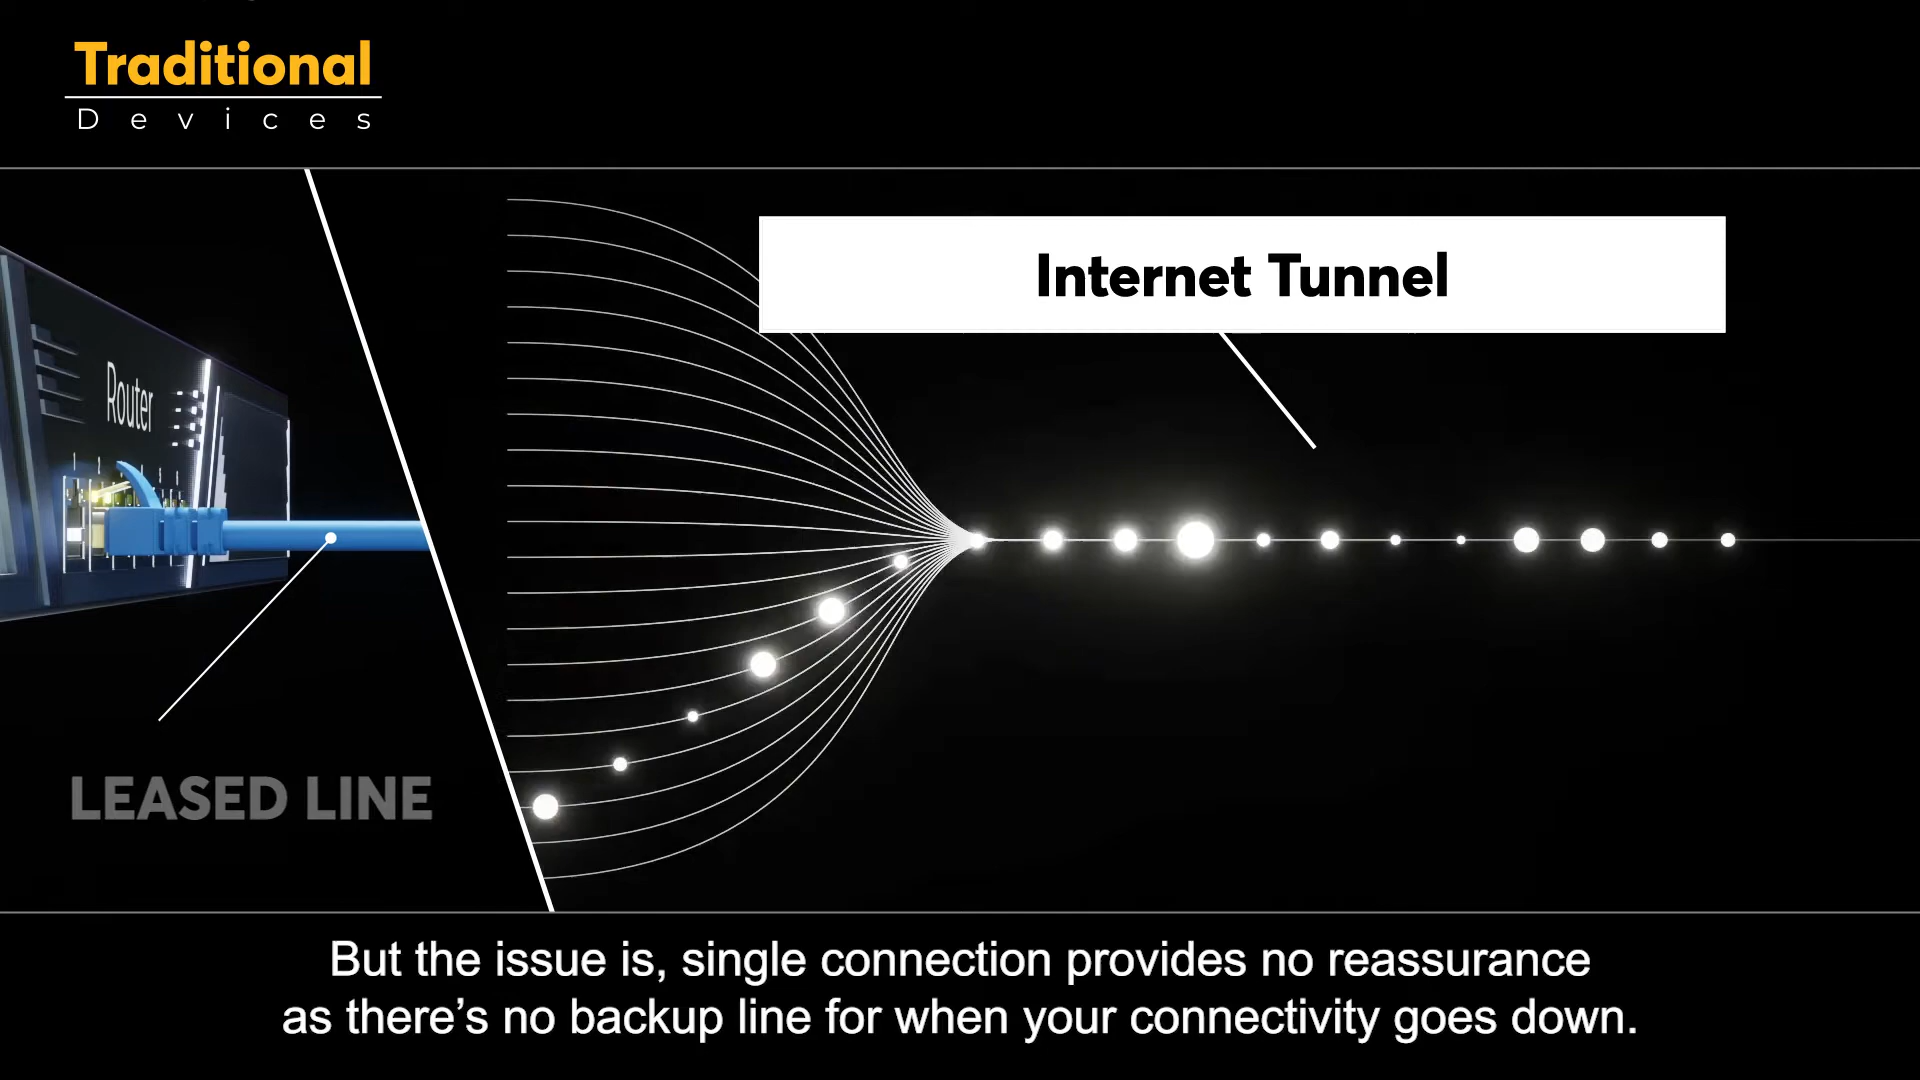 Traditional
Devices
Internet Tunnel
Router
LEASED LINE
But the issue is, single connection provides no reassurance
as there’s no backup line for when your connectivity goes down.